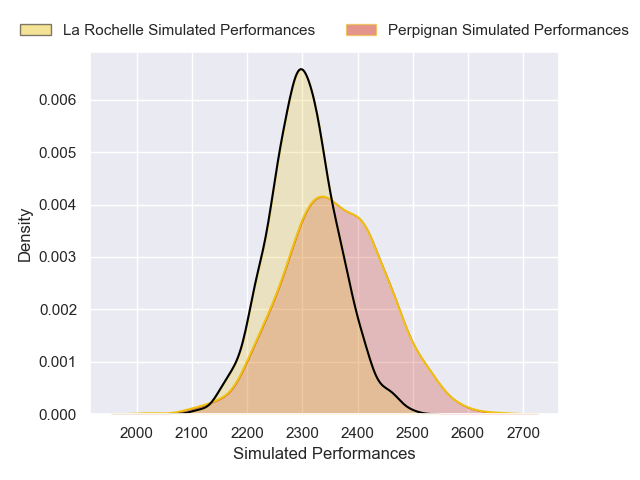 La Rochelle Simulated Performances Perpignan Simulated Performances
0.006
0.005
0.004
0.003
0.002
0.001
0.000
Density
2000 2100 2200 2300 2400 2500 2600 2700
Simulated Performances